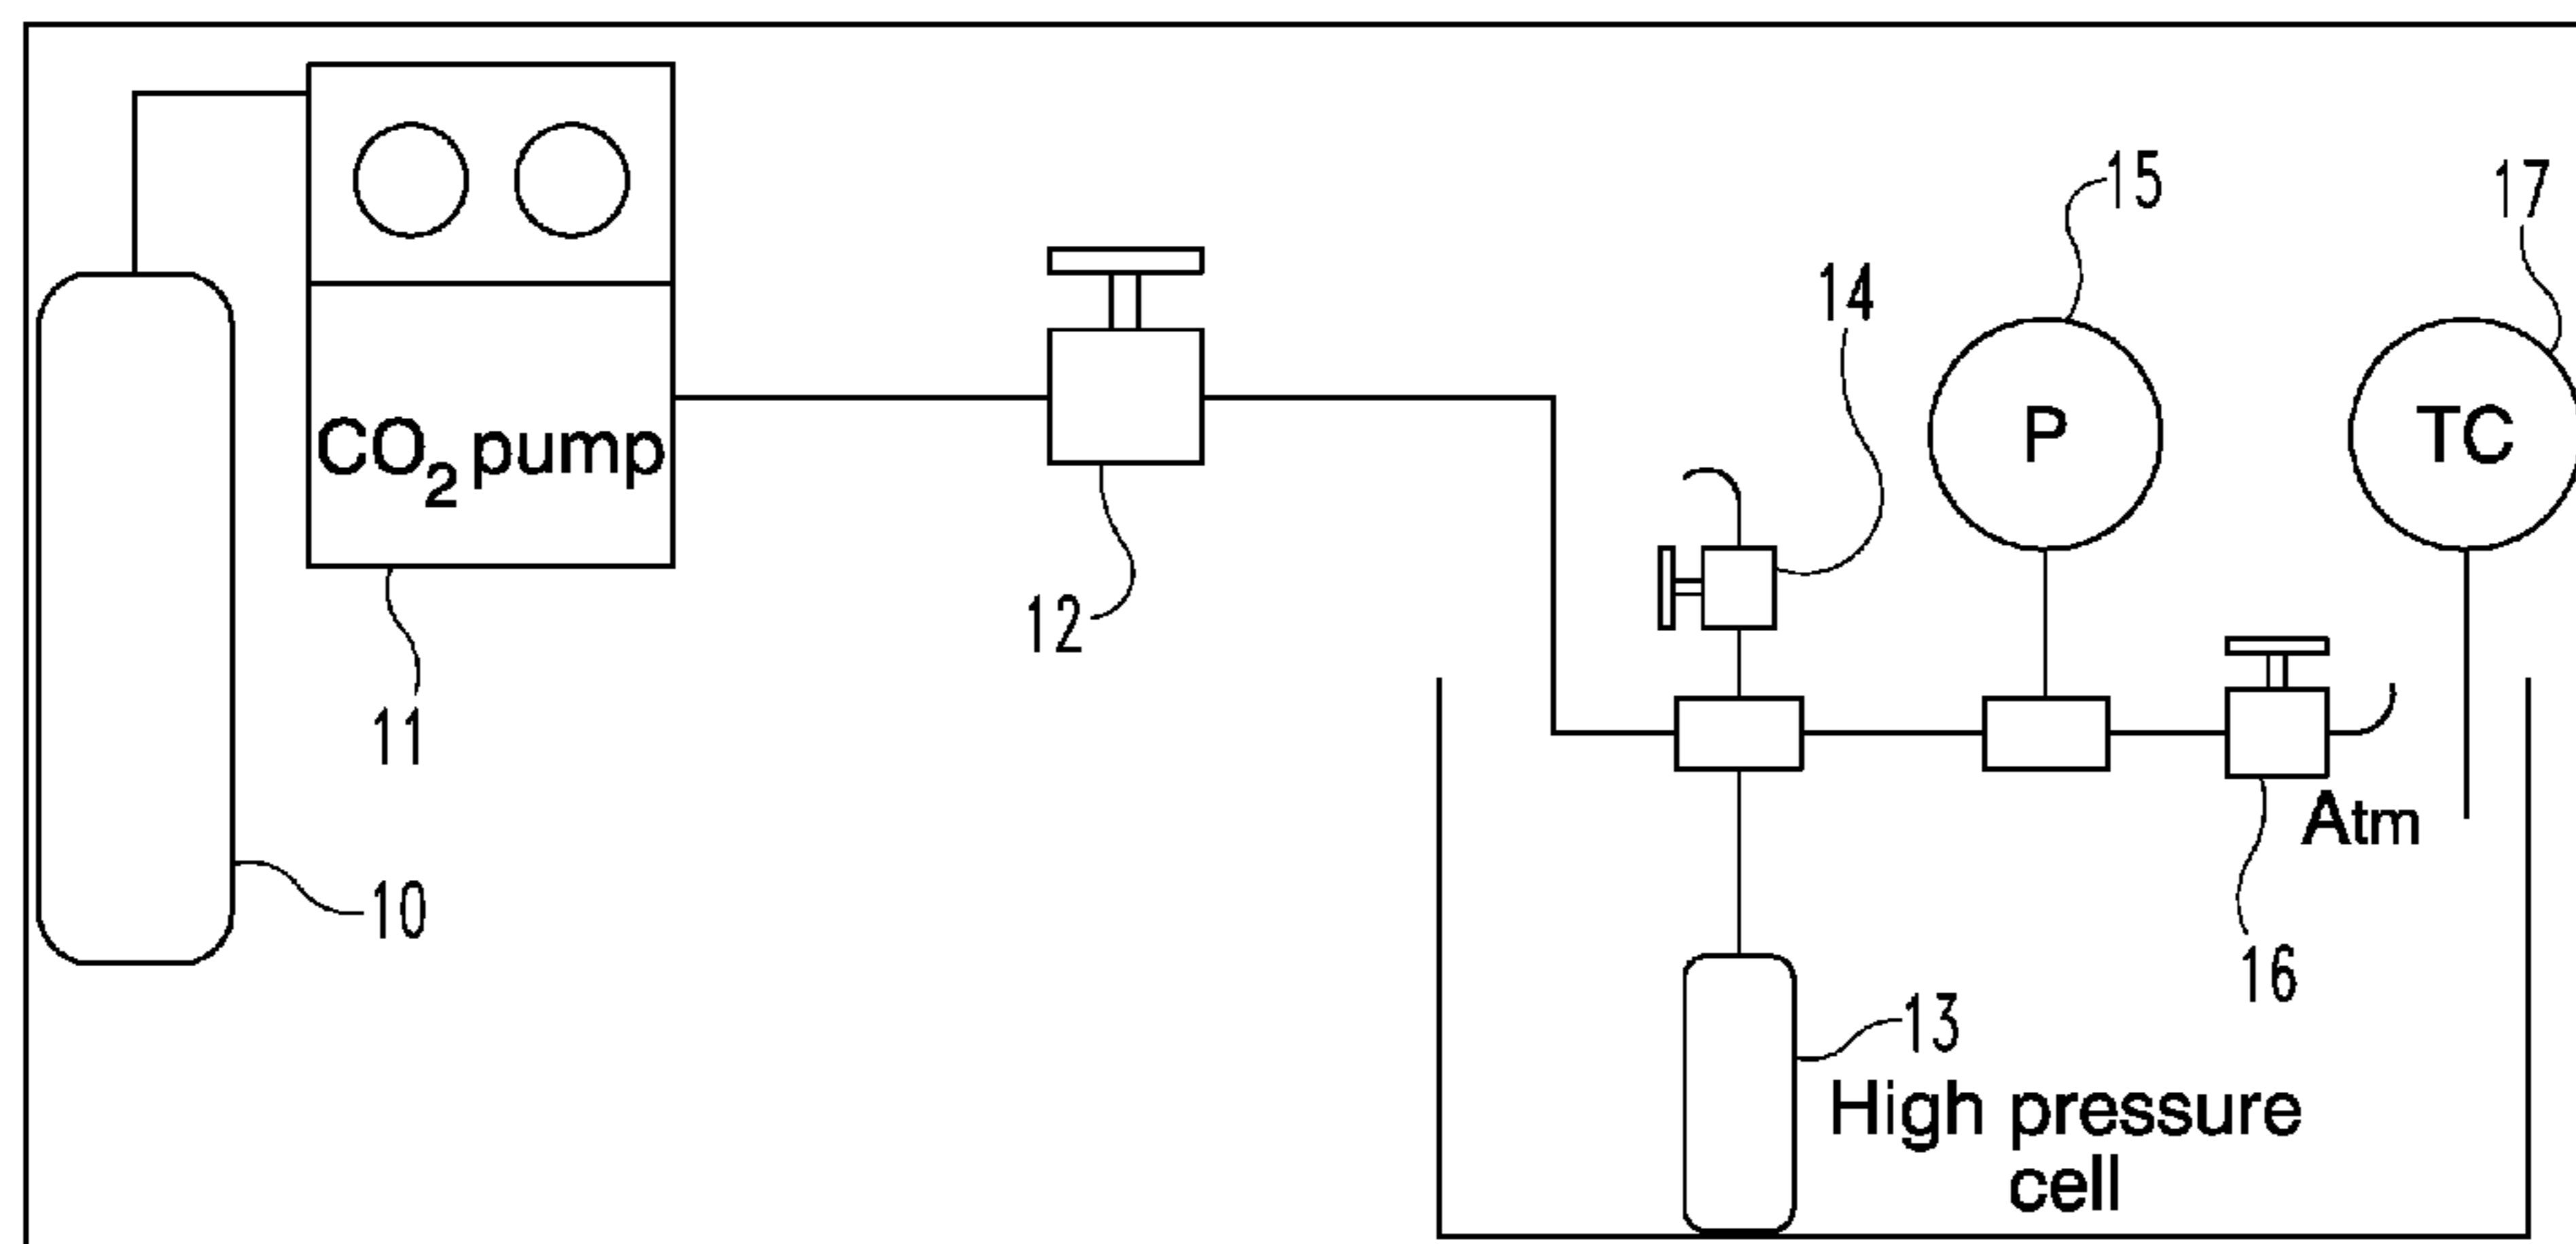 15
17
14
P
TC
CO₂ pump
12
11
Atm
10
16
13
High pressure
cell